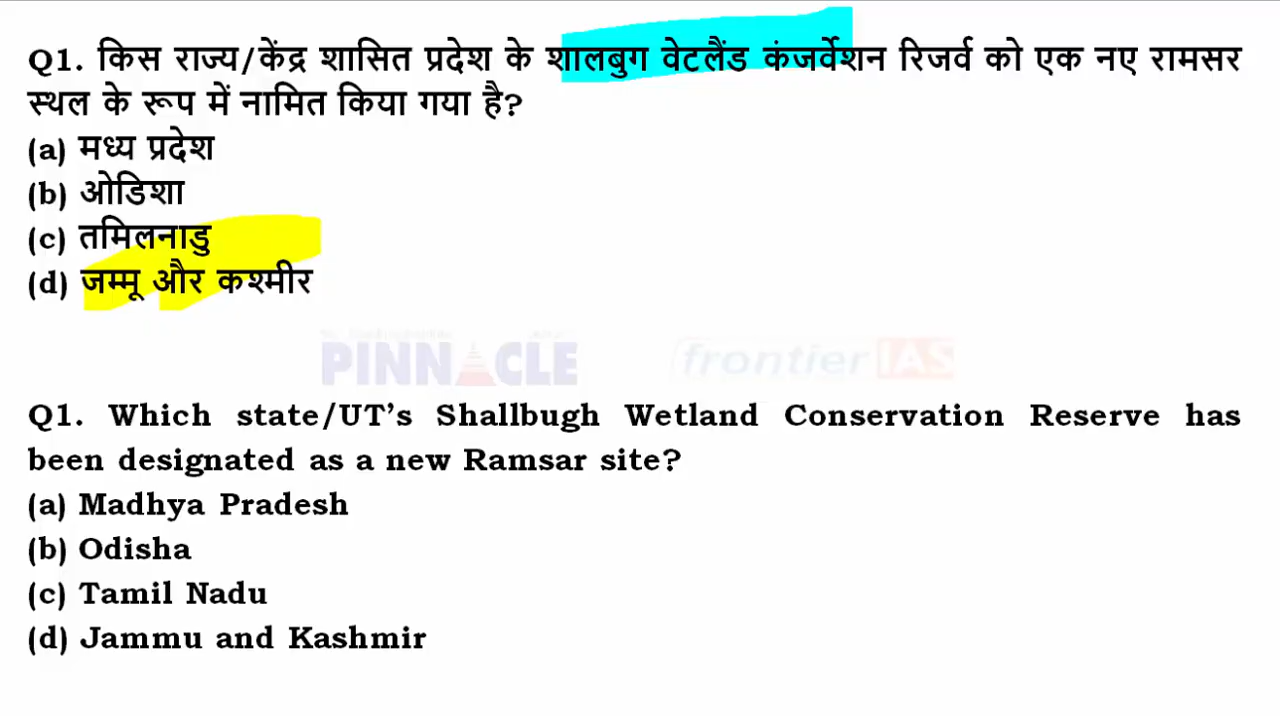 Q1. किस राज्य/केंद्र शासित प्रदेश के शालबुग वेटलैंड कंजर्वेशन रिजर्व को एक नए रामसर
स्थल के रूप में नामित किया गया है?
(a) मध्य प्रदेश
(b) ओडिशा
(c) तमिलनाडु
(d) जम्मू और कश्मीर
PINNACLE frontier IAS
Q1. Which state/UT’s Shallbugh Wetland Conservation Reserve has
been designated as a new Ramsar site?
(a) Madhya Pradesh
(b) Odisha
(c) Tamil Nadu
(d) Jammu and Kashmir